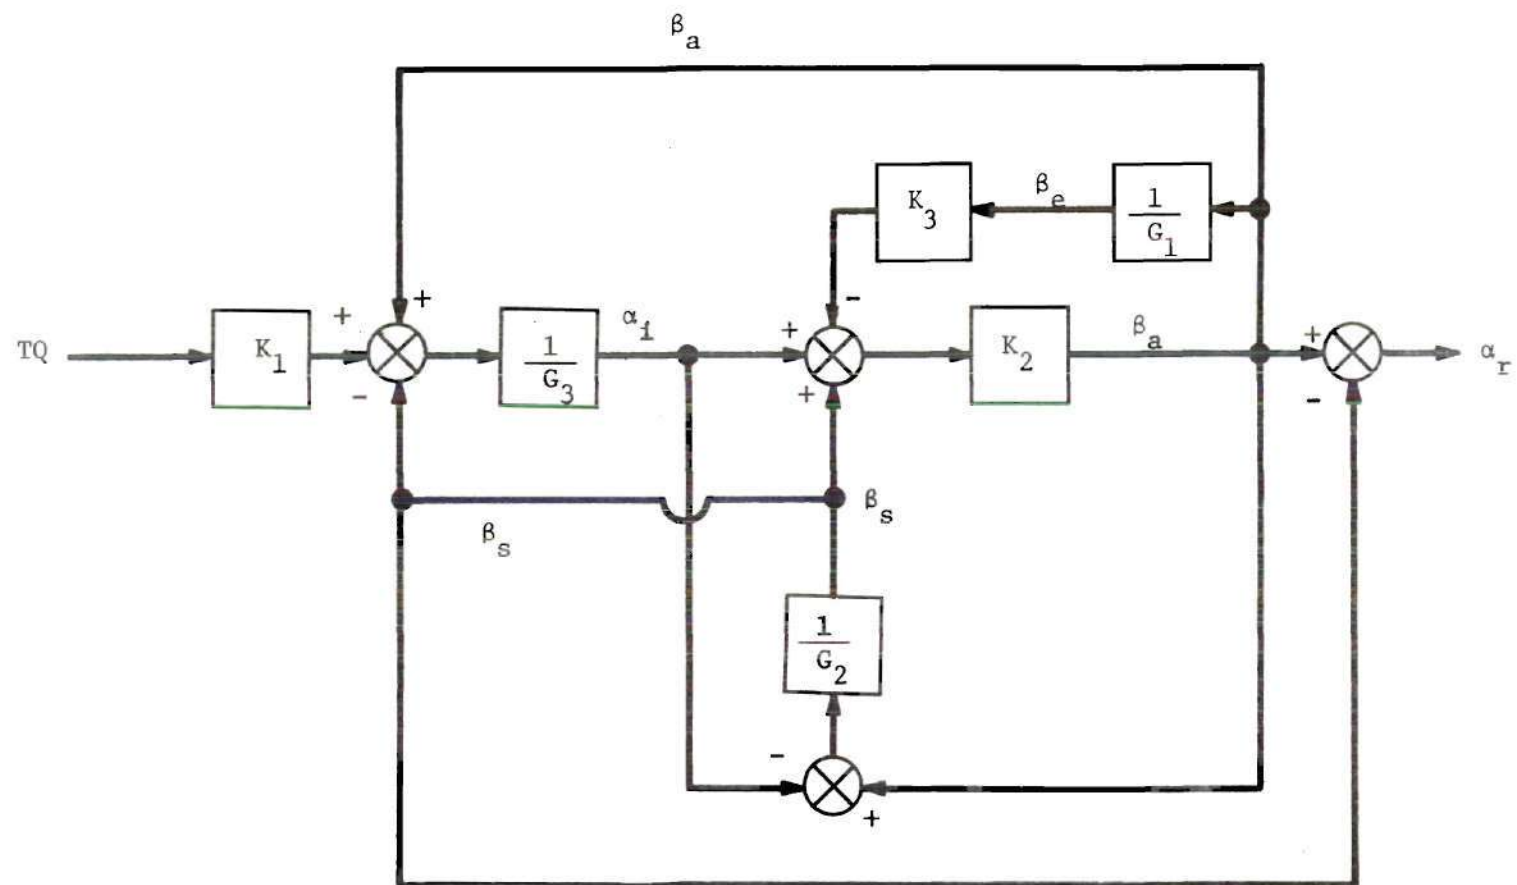 β_a
K_3
β_e
1
G_1
+
-
+
TQ
K_1
+
-
1
G_3
α_i
+
+
K_2
β_a
+
-
α_r
β_s
β_s
1
G_2
-
+